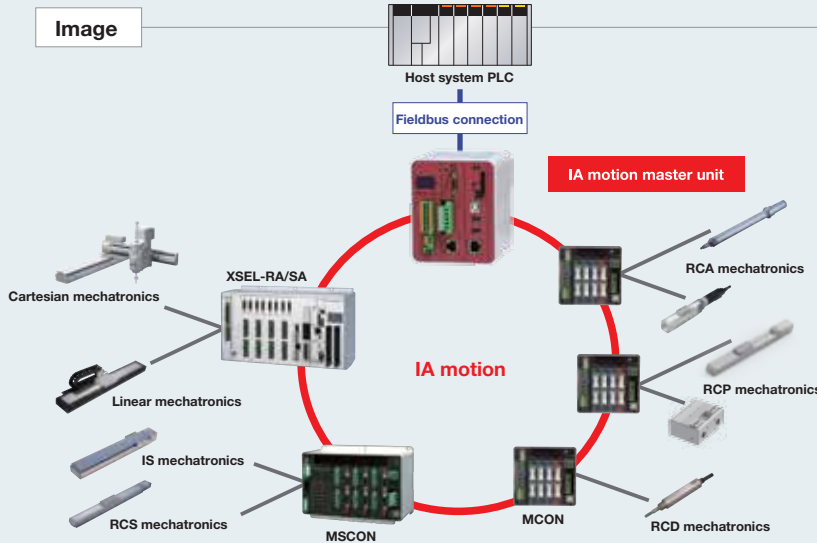 Image
Host system PLC
Fieldbus connection
IA motion master unit
RCA mechatronics
XSEL-RA/SA
Cartesian mechatronics
IA motion
RCP mechatronics
Linear mechatronics
IS mechatronics
RCS mechatronics
MSCON
MCON
RCD mechatronics